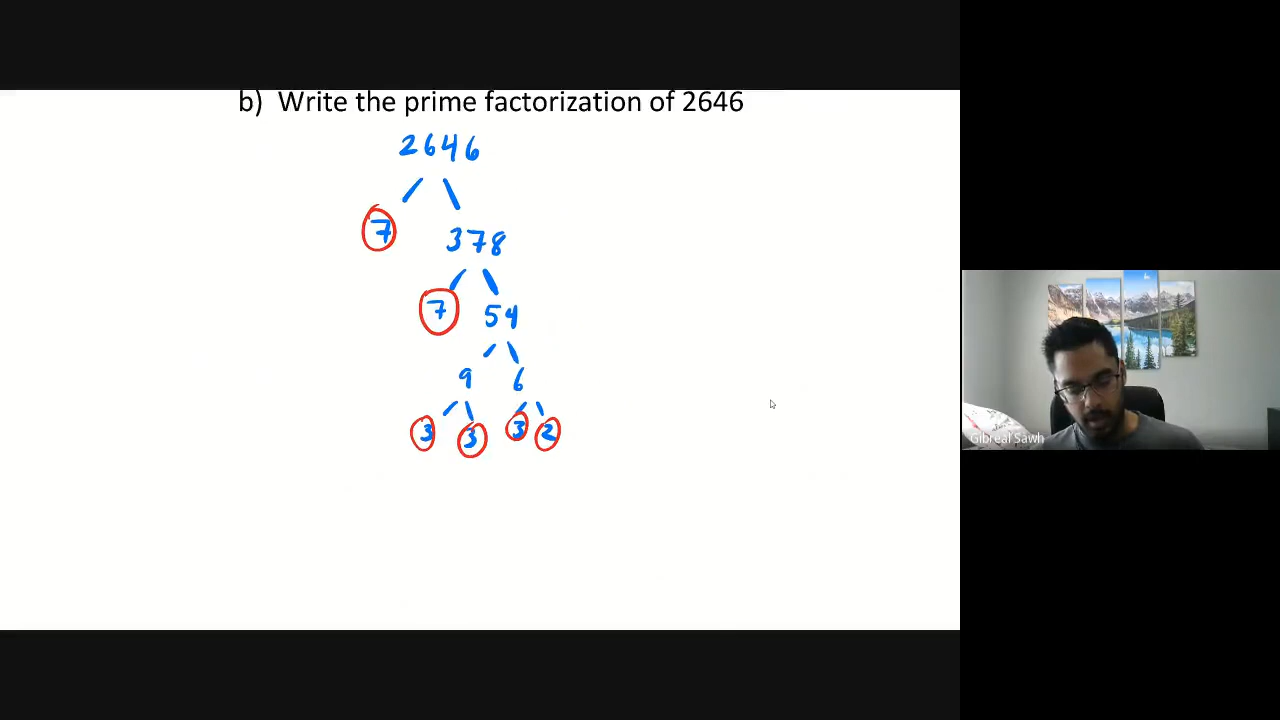 b) Write the prime factorization of 2646
2646
7 378
7 54
9 6
3 3 3 2
Gibreal Sawh